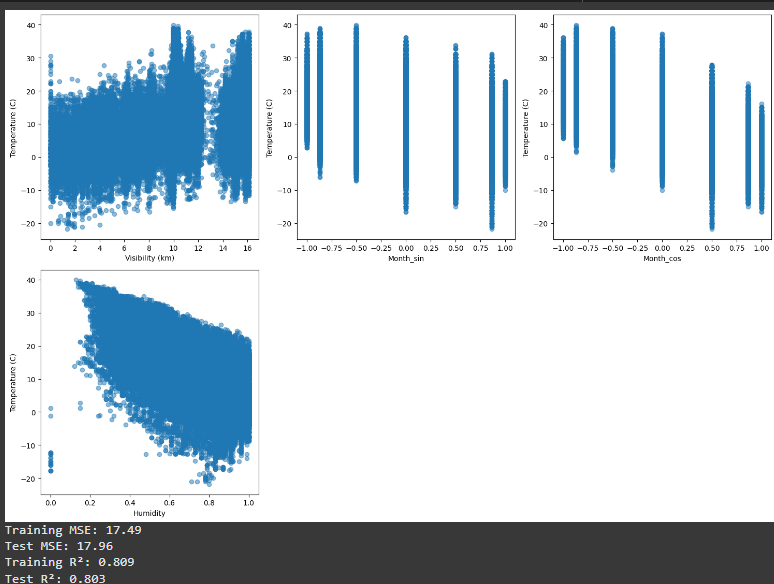 40
30
20
10
0
−10
−20
Temperature (C)
0 2 4 6 8 10 12 14 16
Visibility (km)
40
30
20
10
0
−10
−20
Temperature (C)
−1.00 −0.75 −0.50 −0.25 0.00 0.25 0.50 0.75 1.00
Month_sin
40
30
20
10
0
−10
−20
Temperature (C)
−1.00 −0.75 −0.50 −0.25 0.00 0.25 0.50 0.75 1.00
Month_cos
40
30
20
10
0
−10
−20
Temperature (C)
0.0 0.2 0.4 0.6 0.8 1.0
Humidity
Training MSE: 17.49
Test MSE: 17.96
Training R²: 0.809
Test R²: 0.803